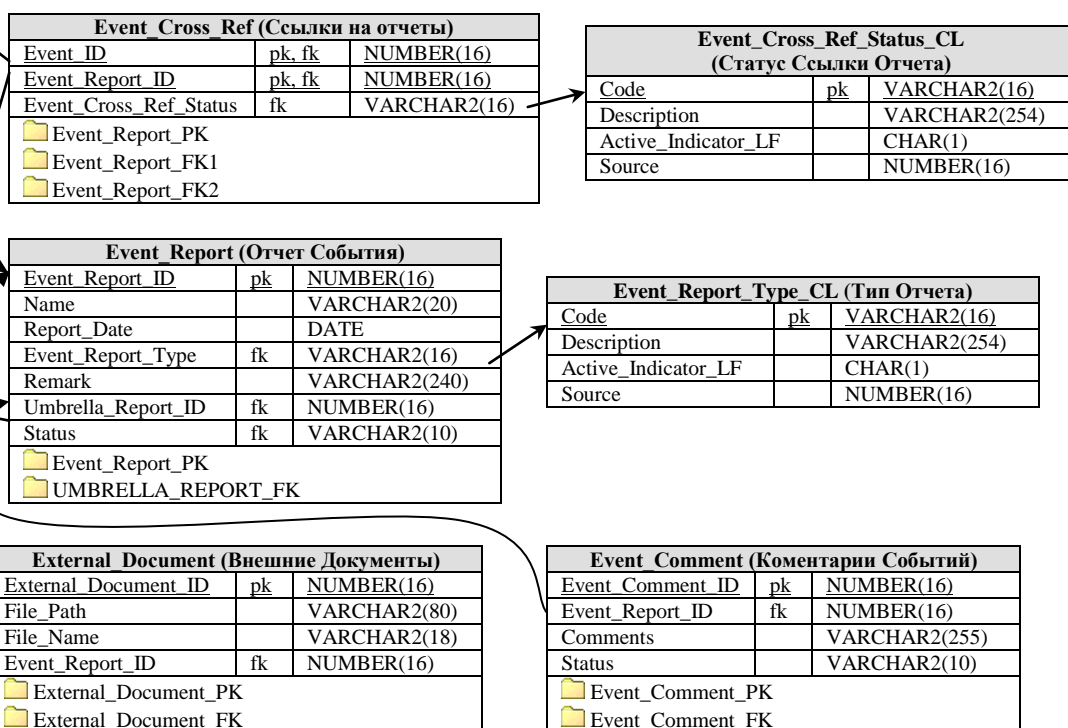 Event_Cross_Ref (Ссылки на отчеты)
Event_ID pk, fk NUMBER(16)
Event_Report_ID pk, fk NUMBER(16)
Event_Cross_Ref_Status fk VARCHAR2(16)
Event_Report_PK
Event_Report_FK1
Event_Report_FK2
Event_Cross_Ref_Status_CL
(Статус Ссылки Отчета)
Code pk VARCHAR2(16)
Description VARCHAR2(254)
Active_Indicator_LF CHAR(1)
Source NUMBER(16)
Event_Report (Отчет События)
Event_Report_ID pk NUMBER(16)
Name VARCHAR2(20)
Report_Date DATE
Event_Report_Type fk VARCHAR2(16)
Remark VARCHAR2(240)
Umbrella_Report_ID fk NUMBER(16)
Status fk VARCHAR2(10)
Event_Report_PK
UMBRELLA_REPORT_FK
Event_Report_Type_CL (Тип Отчета)
Code pk VARCHAR2(16)
Description VARCHAR2(254)
Active_Indicator_LF CHAR(1)
Source NUMBER(16)
External_Document (Внешние Документы)
External_Document_ID pk NUMBER(16)
File_Path VARCHAR2(80)
File_Name VARCHAR2(18)
Event_Report_ID fk NUMBER(16)
External_Document_PK
External_Document_FK
Event_Comment (Коментарии Событий)
Event_Comment_ID pk NUMBER(16)
Event_Report_ID fk NUMBER(16)
Comments VARCHAR2(255)
Status VARCHAR2(10)
Event_Comment_PK
Event_Comment_FK